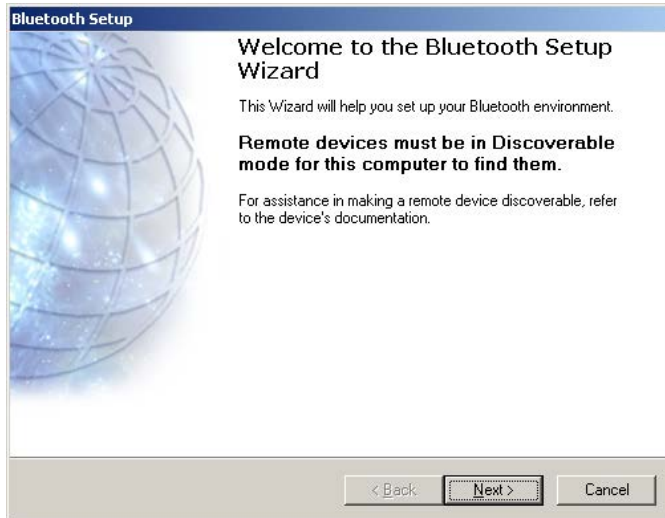 Bluetooth Setup
Welcome to the Bluetooth Setup
Wizard
This Wizard will help you set up your Bluetooth environment.
Remote devices must be in Discoverable
mode for this computer to find them.
For assistance in making a remote device discoverable, refer
to the device's documentation.
< Back
Next >
Cancel